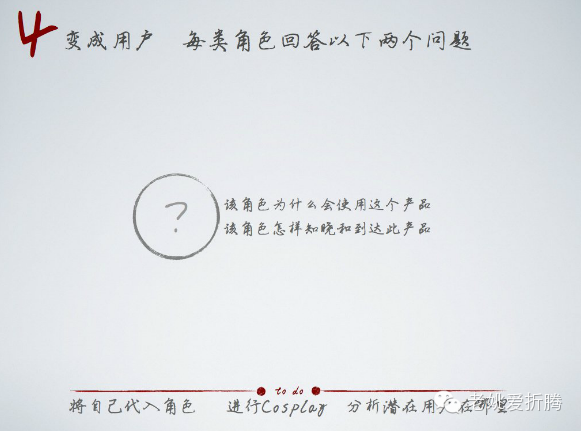 4 变成用户 每类角色回答以下两个问题
?
该角色为什么会使用这个产品
该角色怎样知晚和到达此产品
to do
将自己代入角色 进行Cosplay 分析潜在用户在哪里
老姚爱折腾